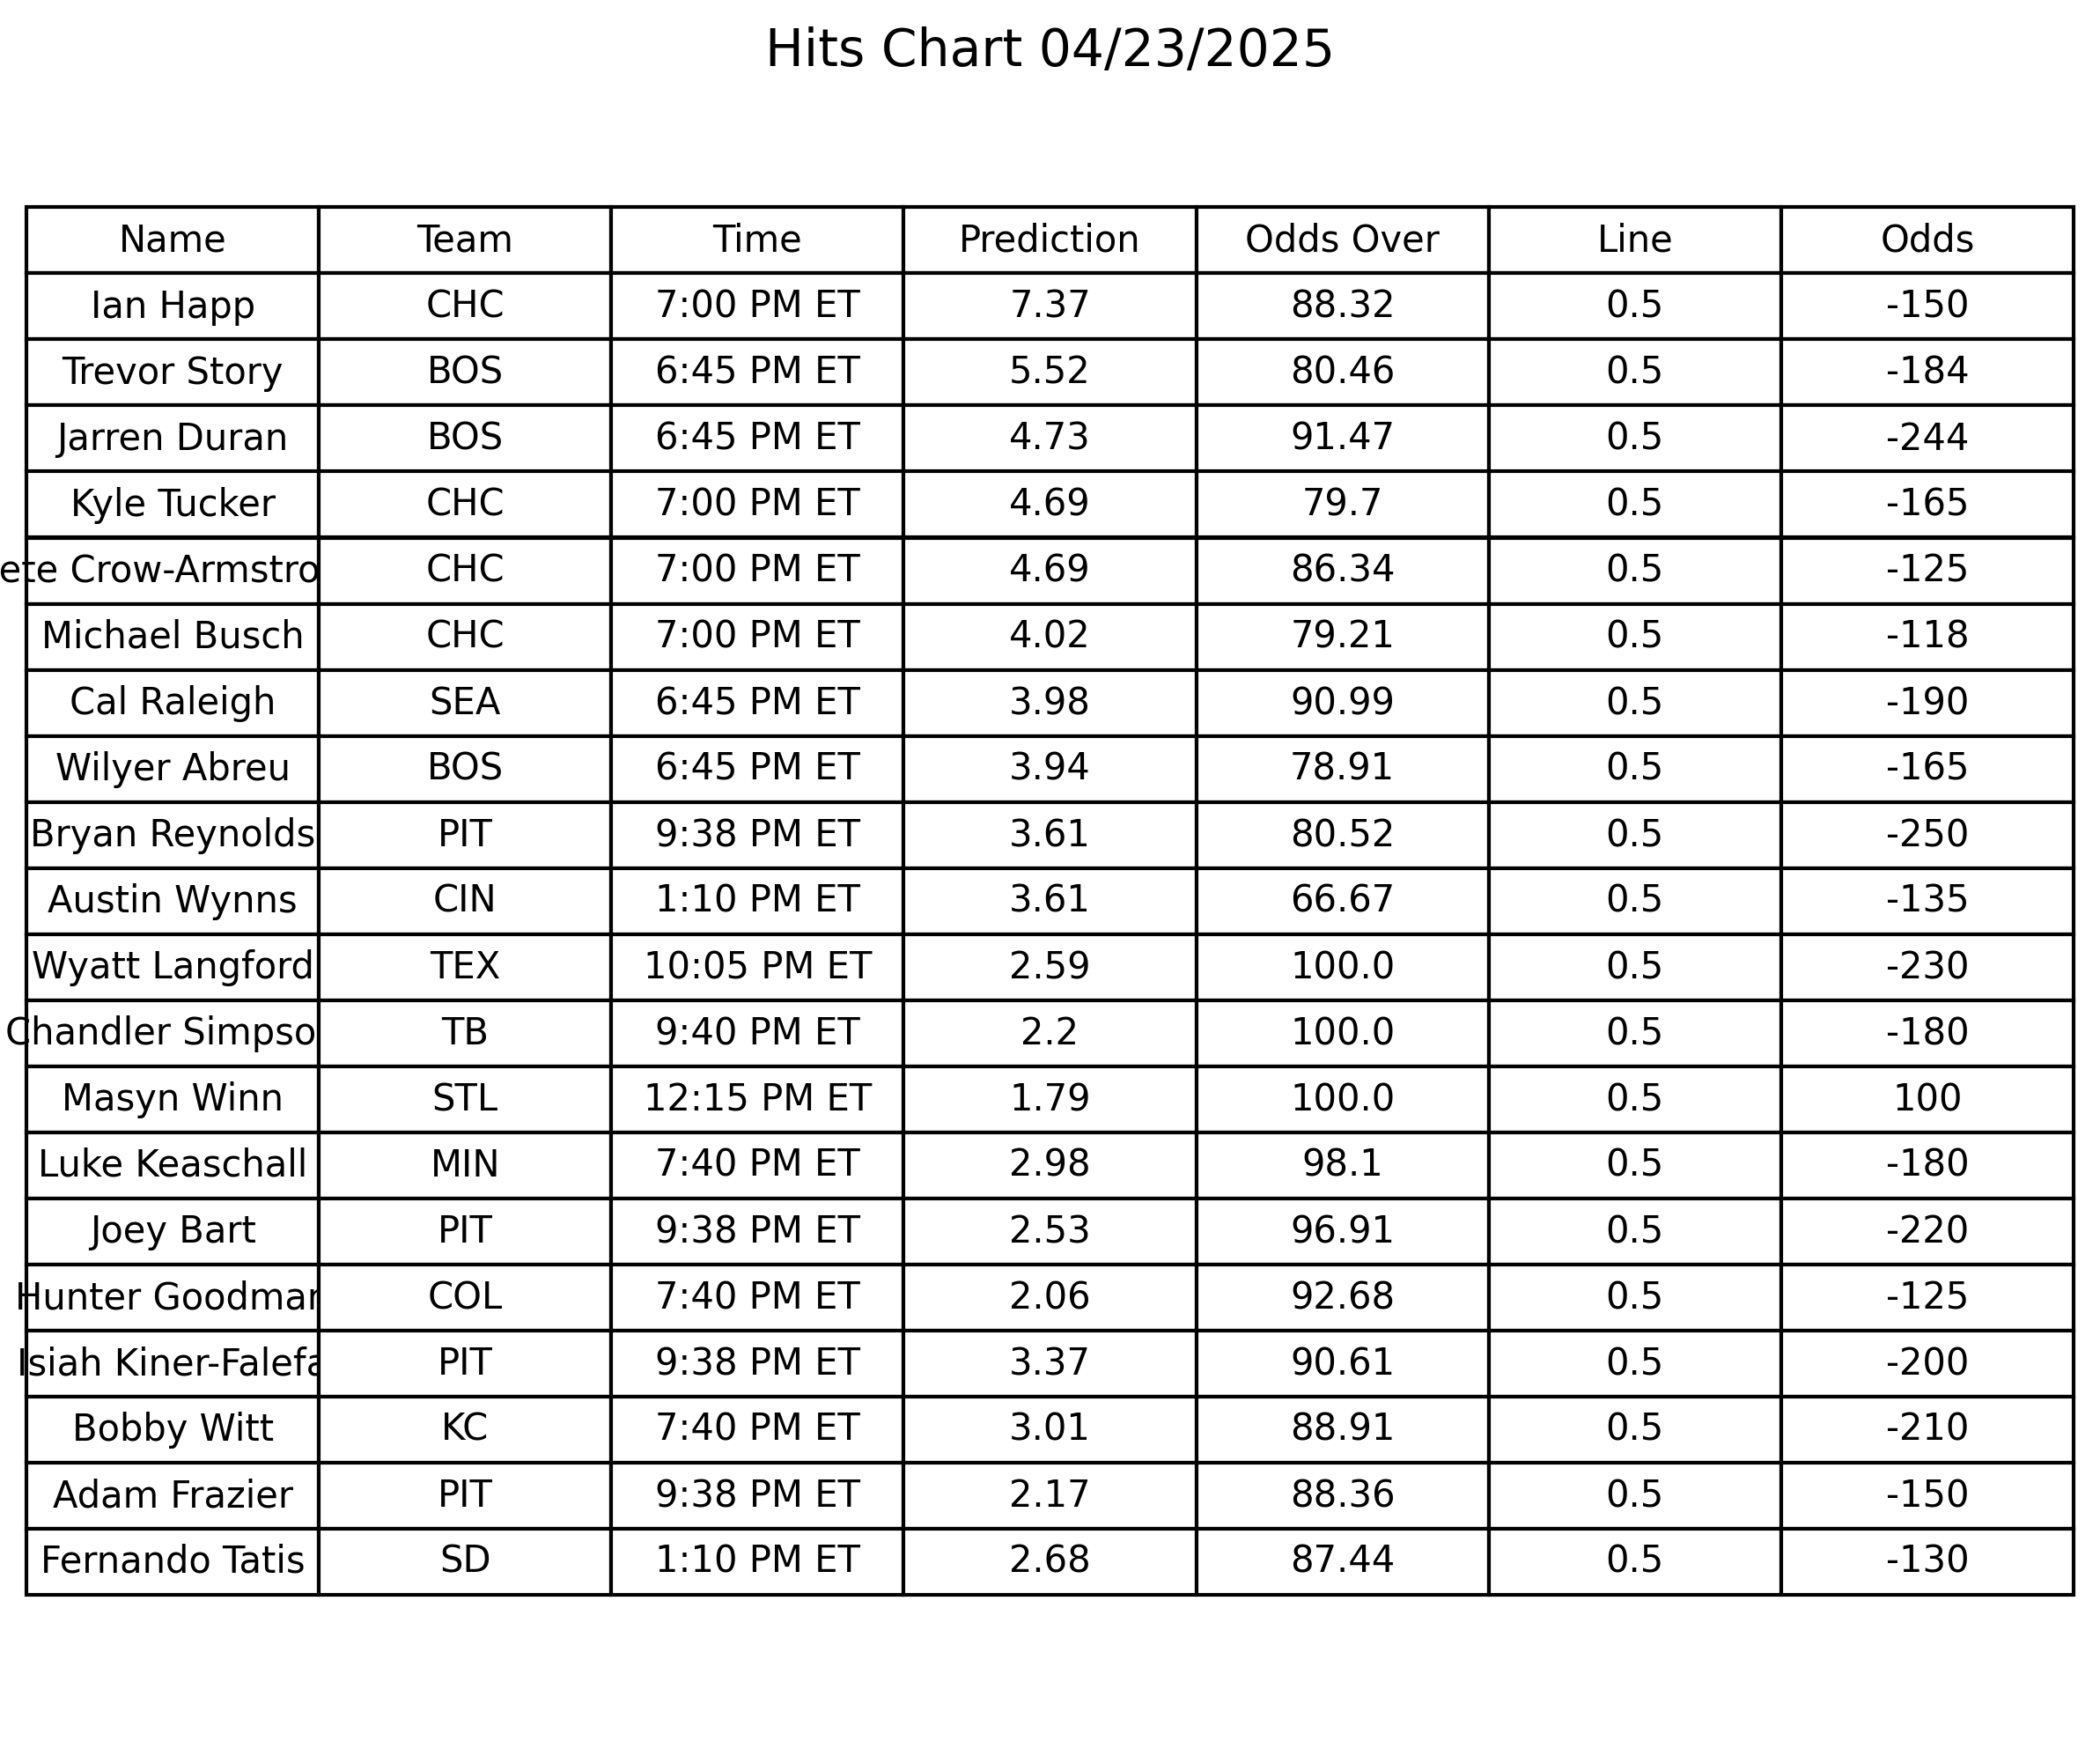 Hits Chart 04/23/2025
Name Team Time Prediction Odds Over Line Odds
Ian Happ CHC 7:00 PM ET 7.37 88.32 0.5 -150
Trevor Story BOS 6:45 PM ET 5.52 80.46 0.5 -184
Jarren Duran BOS 6:45 PM ET 4.73 91.47 0.5 -244
Kyle Tucker CHC 7:00 PM ET 4.69 79.7 0.5 -165
ete Crow-Armstro CHC 7:00 PM ET 4.69 86.34 0.5 -125
Michael Busch CHC 7:00 PM ET 4.02 79.21 0.5 -118
Cal Raleigh SEA 6:45 PM ET 3.98 90.99 0.5 -190
Wilyer Abreu BOS 6:45 PM ET 3.94 78.91 0.5 -165
Bryan Reynolds PIT 9:38 PM ET 3.61 80.52 0.5 -250
Austin Wynns CIN 1:10 PM ET 3.61 66.67 0.5 -135
Wyatt Langford TEX 10:05 PM ET 2.59 100.0 0.5 -230
Chandler Simpso TB 9:40 PM ET 2.2 100.0 0.5 -180
Masyn Winn STL 12:15 PM ET 1.79 100.0 0.5 100
Luke Keaschall MIN 7:40 PM ET 2.98 98.1 0.5 -180
Joey Bart PIT 9:38 PM ET 2.53 96.91 0.5 -220
Hunter Goodman COL 7:40 PM ET 2.06 92.68 0.5 -125
Isiah Kiner-Falefa PIT 9:38 PM ET 3.37 90.61 0.5 -200
Bobby Witt KC 7:40 PM ET 3.01 88.91 0.5 -210
Adam Frazier PIT 9:38 PM ET 2.17 88.36 0.5 -150
Fernando Tatis SD 1:10 PM ET 2.68 87.44 0.5 -130